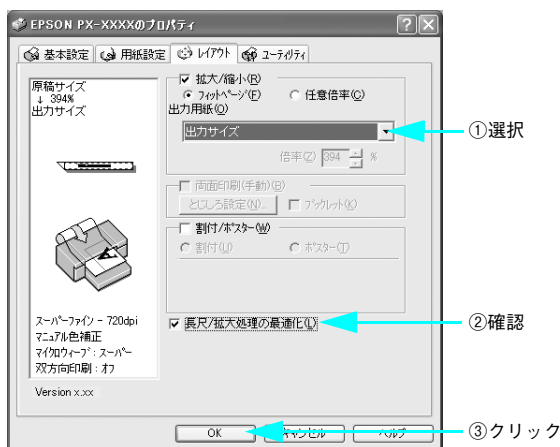 EPSON PX-XXXXのプロパティ
基本設定
用紙設定
レイアウト
ユーティリティ
原稿サイズ
↓ 394%
出力サイズ
スーパーファイン - 720dpi
マニュアル色補正
マイクロウィーブ : スーパー
双方向印刷 : オフ
Version x.xx
拡大/縮小(R)
フィットページ(F)
任意倍率(C)
出力用紙(O)
出力サイズ
倍率(Z) 394 %
両面印刷(手動)(B)
とじしろ設定(N)...
ブックレット(K)
割付/ポスター(W)
割付(U)
ポスター(T)
長尺/拡大処理の最適化(L)
OK
キャンセル
ヘルプ
①選択
②確認
③クリック